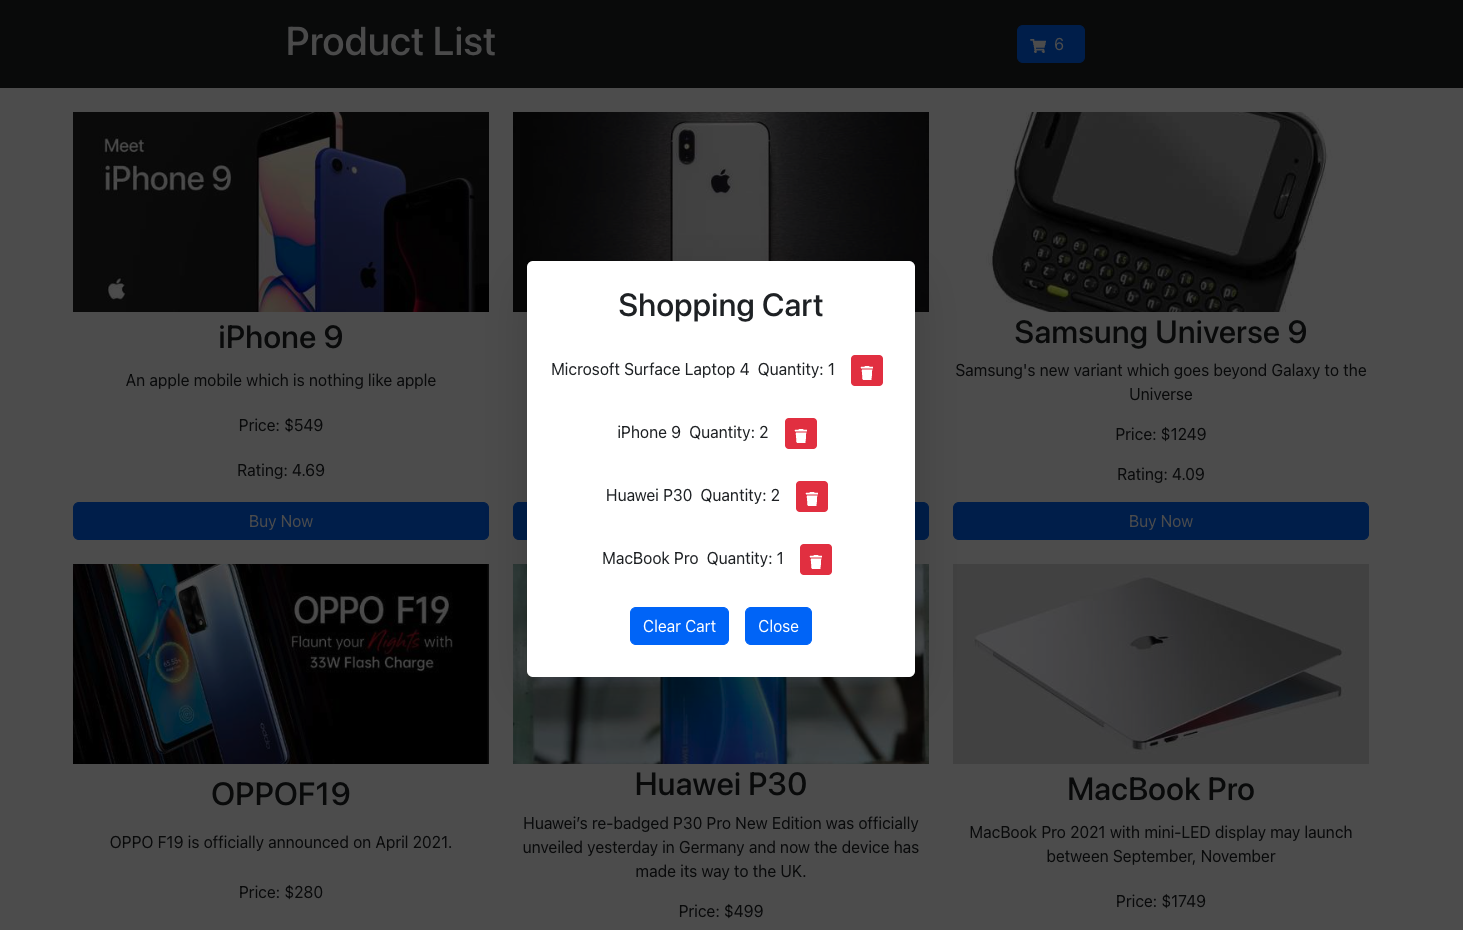 Product List
6
Meet
iPhone 9
iPhone 9
An apple mobile which is nothing like apple
Price: $549
Rating: 4.69
Buy Now
Samsung Universe 9
Samsung's new variant which goes beyond Galaxy to the
Universe
Price: $1249
Rating: 4.09
Buy Now
Shopping Cart
Microsoft Surface Laptop 4 Quantity: 1
iPhone 9 Quantity: 2
Huawei P30 Quantity: 2
MacBook Pro Quantity: 1
Clear Cart
Close
OPPO F19
Flaunt your Nights with
33W Flash Charge
OPPOF19
OPPO F19 is officially announced on April 2021.
Price: $280
Huawei P30
Huawei's re-badged P30 Pro New Edition was officially
unveiled yesterday in Germany and now the device has
made its way to the UK.
Price: $499
MacBook Pro
MacBook Pro 2021 with mini-LED display may launch
between September, November
Price: $1749